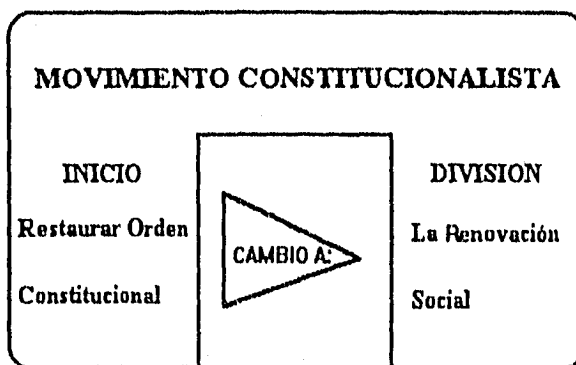 MOVIMIENTO CONSTITUCIONALISTA
INICIO
Restaurar Orden
Constitucional
CAMBIO A:
DIVISION
La Renovación
Social